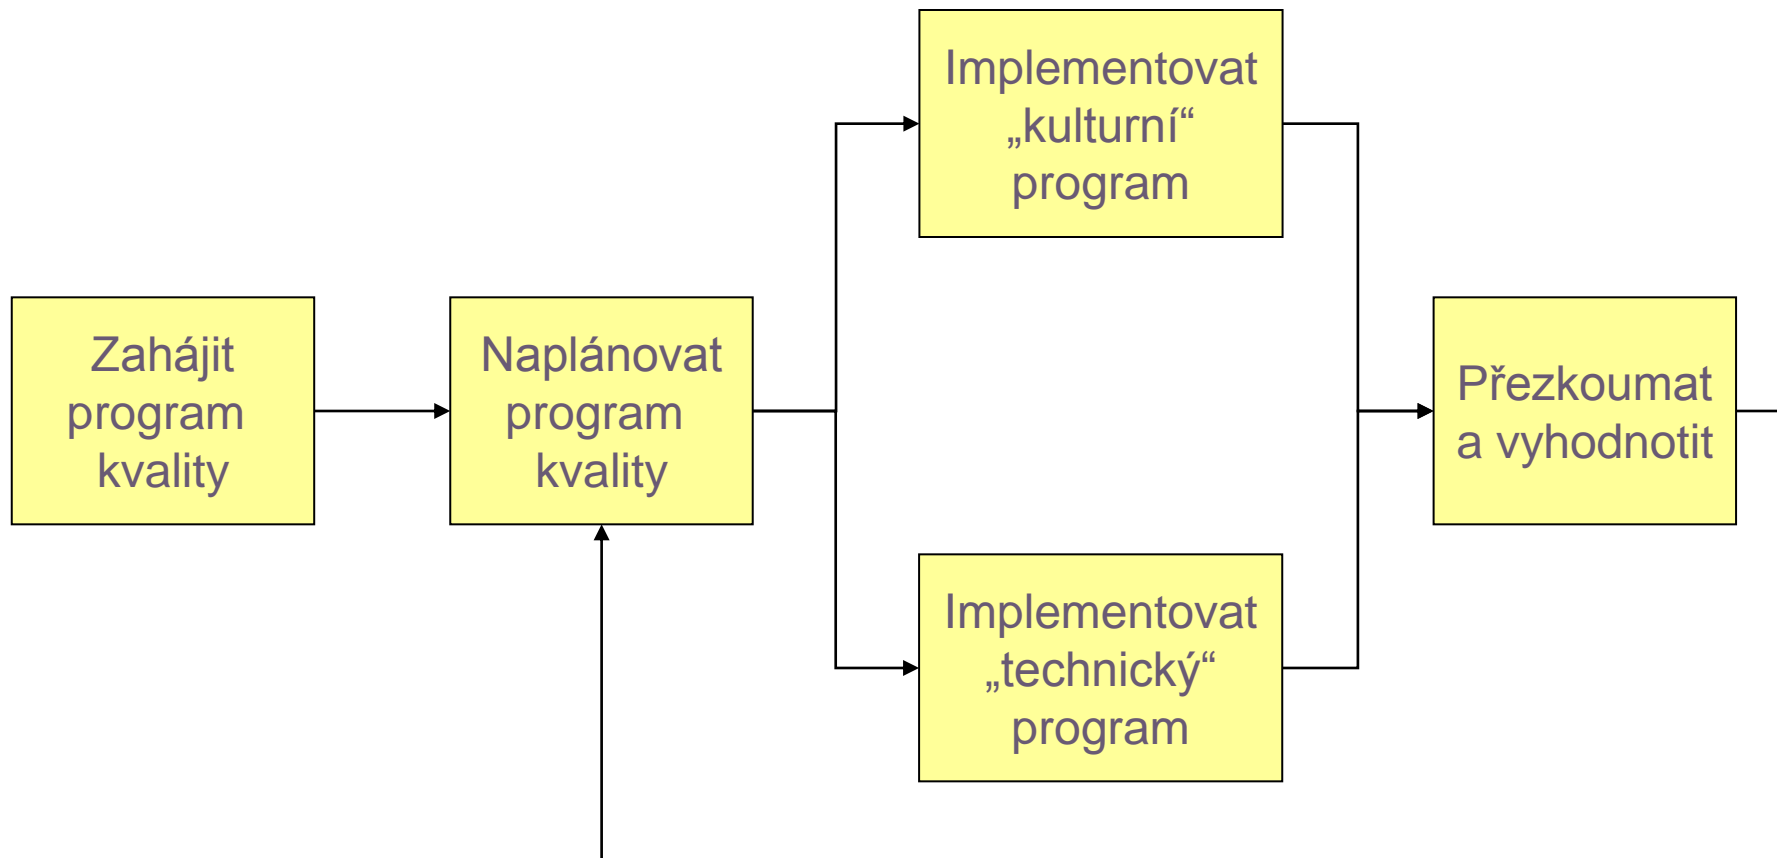 Zahájit
program
kvality
Naplánovat
program
kvality
Implementovat
„kulturní“
program
Implementovat
„technický“
program
Přezkoumat
a vyhodnotit